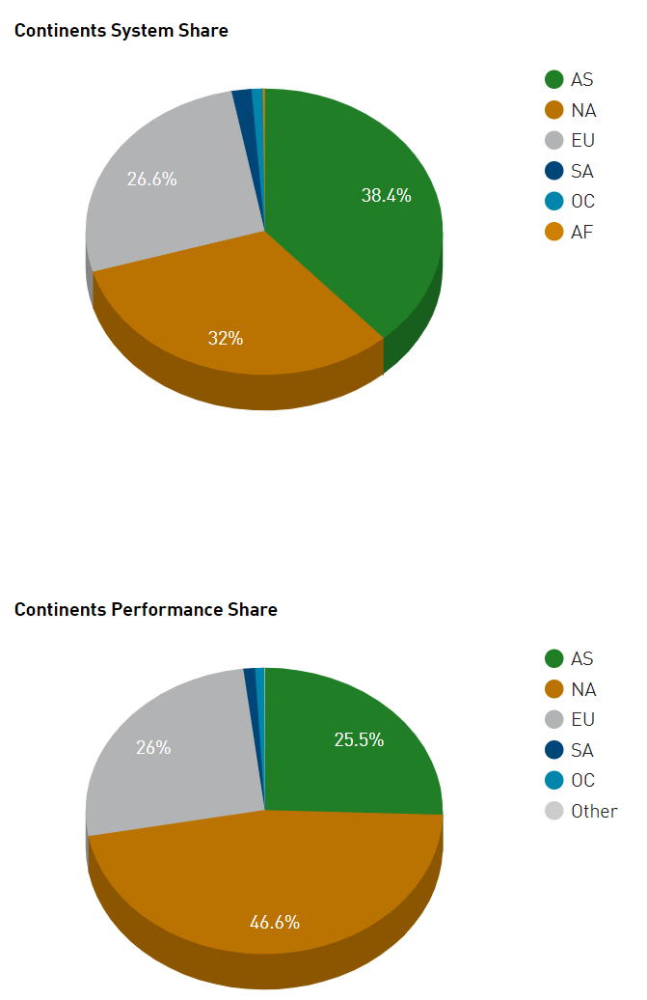 Continents System Share
AS
NA
EU
SA
OC
AF
26.6%
38.4%
32%
Continents Performance Share
AS
NA
EU
SA
OC
Other
25.5%
26%
46.6%